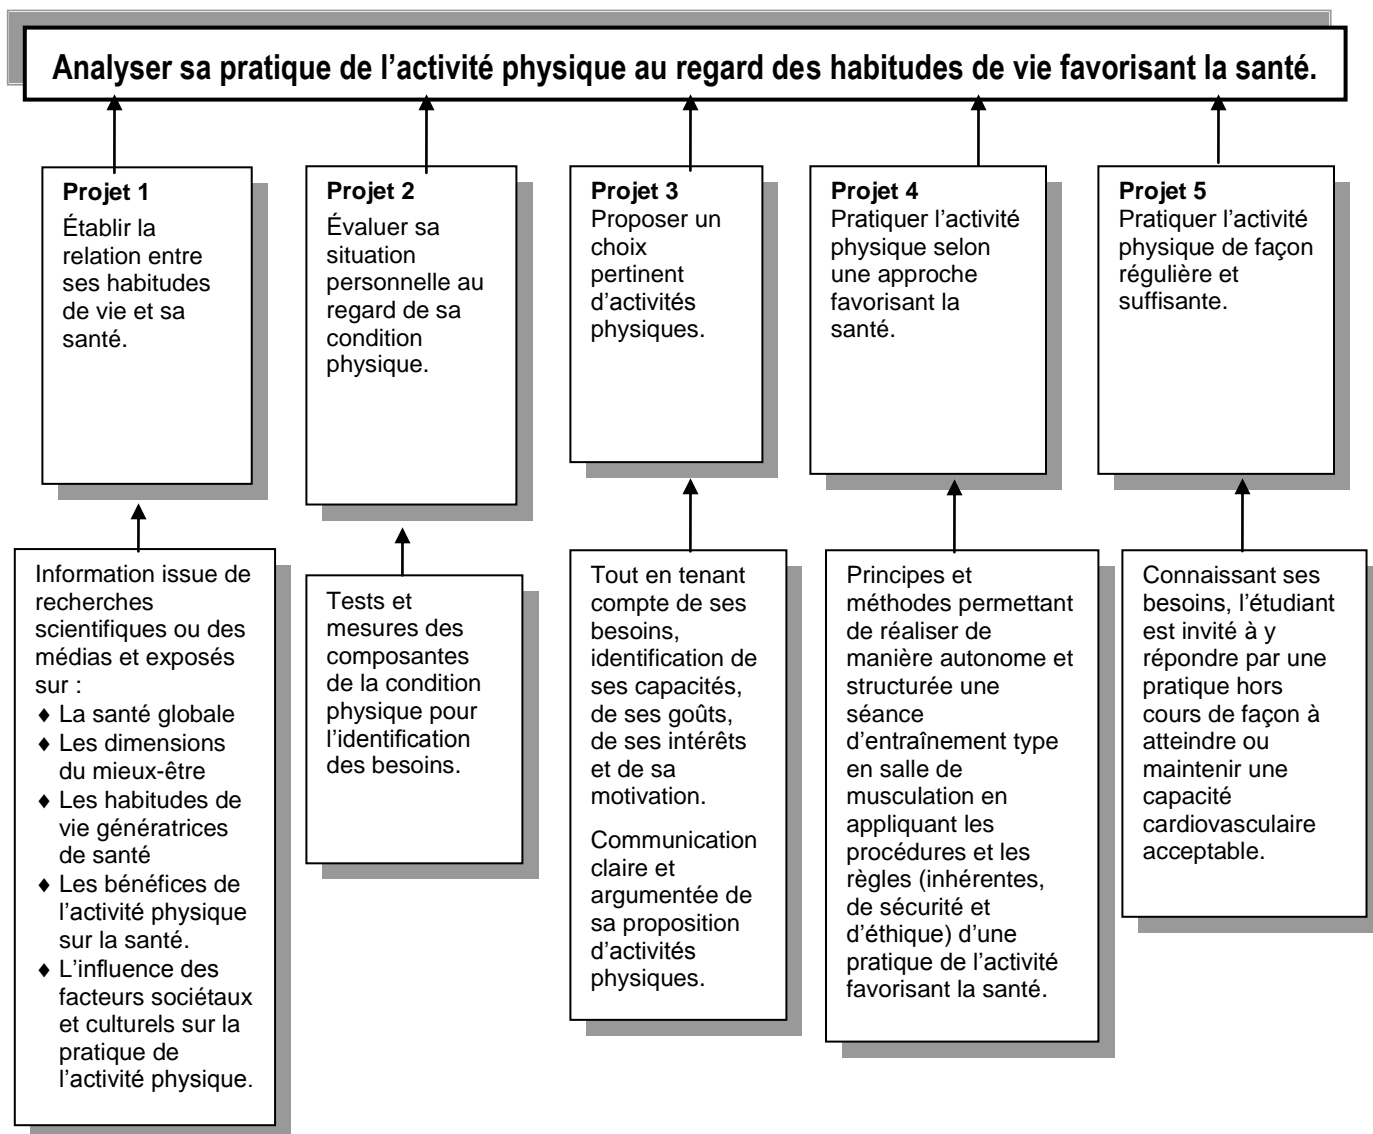 Analyser sa pratique de l’activité physique au regard des habitudes de vie favorisant la santé.
Projet 1
Établir la
relation entre
ses habitudes
de vie et sa
santé.
Projet 2
Évaluer sa
situation
personnelle au
regard de sa
condition
physique.
Projet 3
Proposer un
choix
pertinent
d’activités
physiques.
Projet 4
Pratiquer l’activité
physique selon
une approche
favorisant la
santé.
Projet 5
Pratiquer l’activité
physique de façon
régulière et
suffisante.
Information issue de
recherches
scientifiques ou des
médias et exposés
sur :
♦ La santé globale
♦ Les dimensions
du mieux-être
♦ Les habitudes de
vie génératrices
de santé
♦ Les bénéfices de
l’activité physique
sur la santé.
♦ L’influence des
facteurs sociétaux
et culturels sur la
pratique de
l’activité physique.
Tests et
mesures des
composantes
de la condition
physique pour
l’identification
des besoins.
Tout en tenant
compte de ses
besoins,
identification de
ses capacités,
de ses goûts,
de ses intérêts
et de sa
motivation.
Communication
claire et
argumentée de
sa proposition
d’activités
physiques.
Principes et
méthodes permettant
de réaliser de
manière autonome et
structurée une
séance
d’entraînement type
en salle de
musculation en
appliquant les
procédures et les
règles (inhérentes,
de sécurité et
d’éthique) d’une
pratique de l’activité
favorisant la santé.
Connaissant ses
besoins, l’étudiant
est invité à y
répondre par une
pratique hors
cours de façon à
atteindre ou
maintenir une
capacité
cardiovasculaire
acceptable.